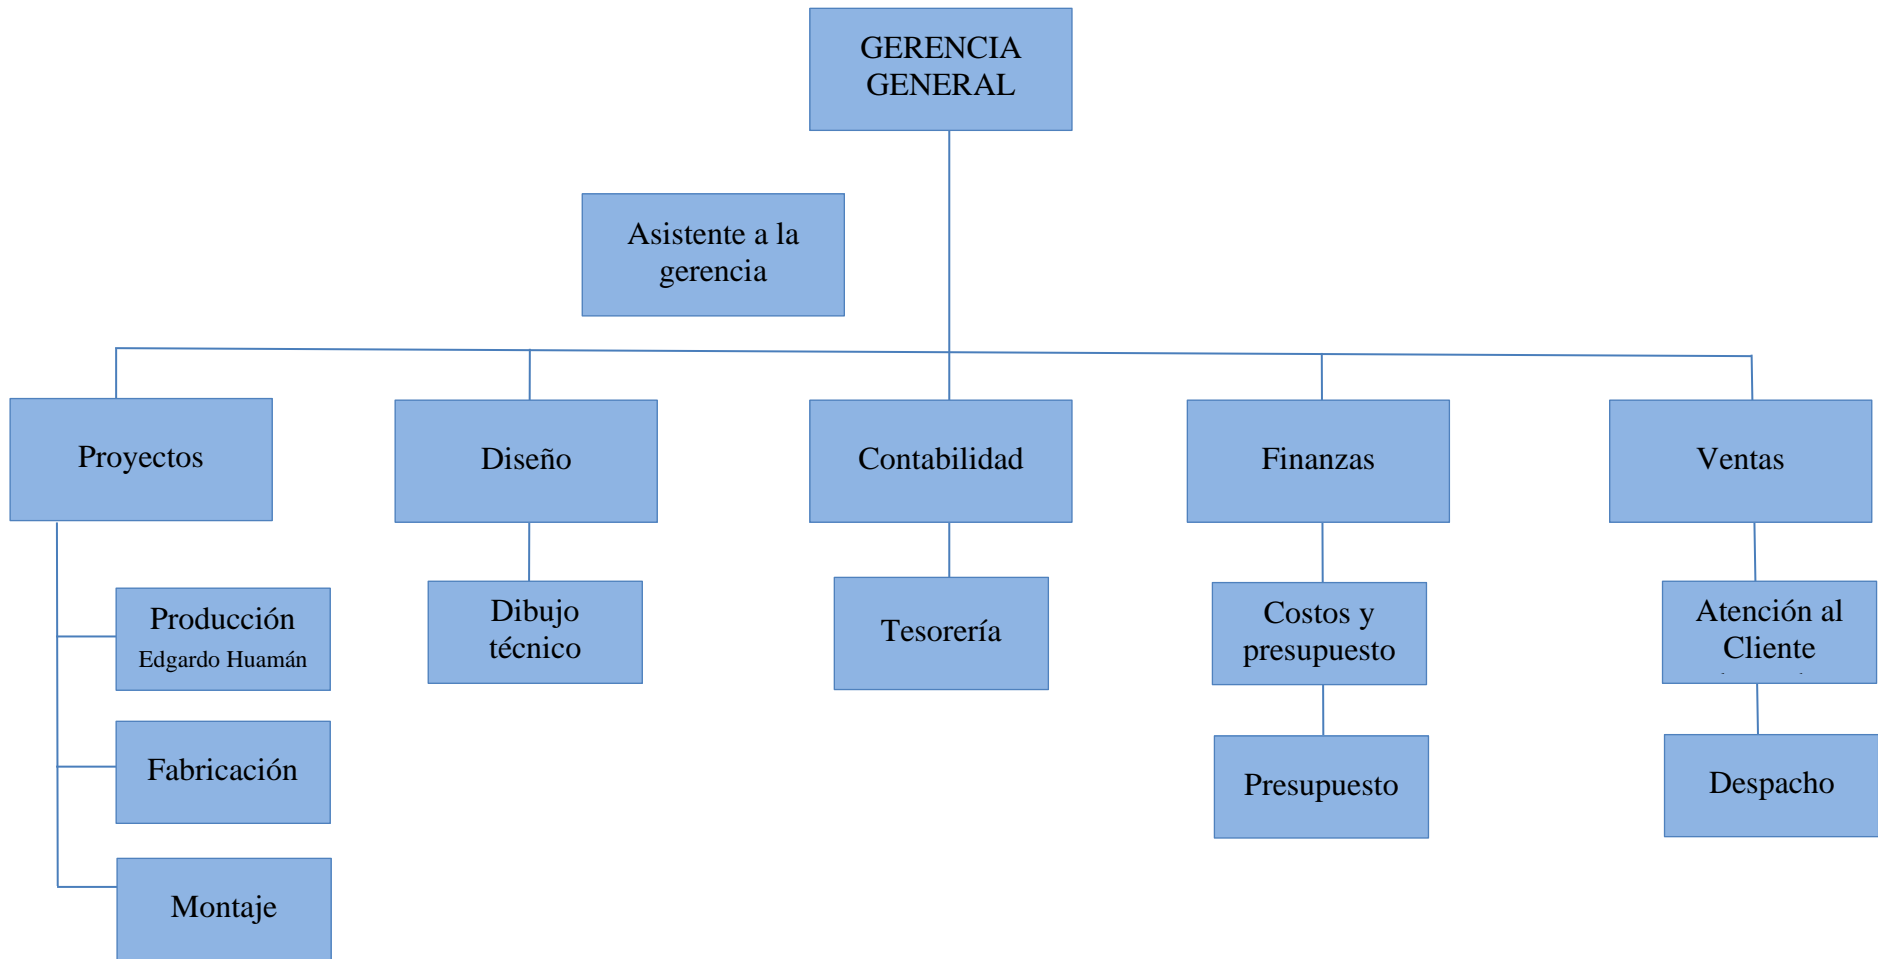 GERENCIA
GENERAL
Asistente a la
gerencia
Proyectos
Diseño
Contabilidad
Finanzas
Ventas
Producción
Edgardo Huamán
Dibujo
técnico
Tesorería
Costos y
presupuesto
Atención al
Cliente
Fabricación
Presupuesto
Despacho
Montaje